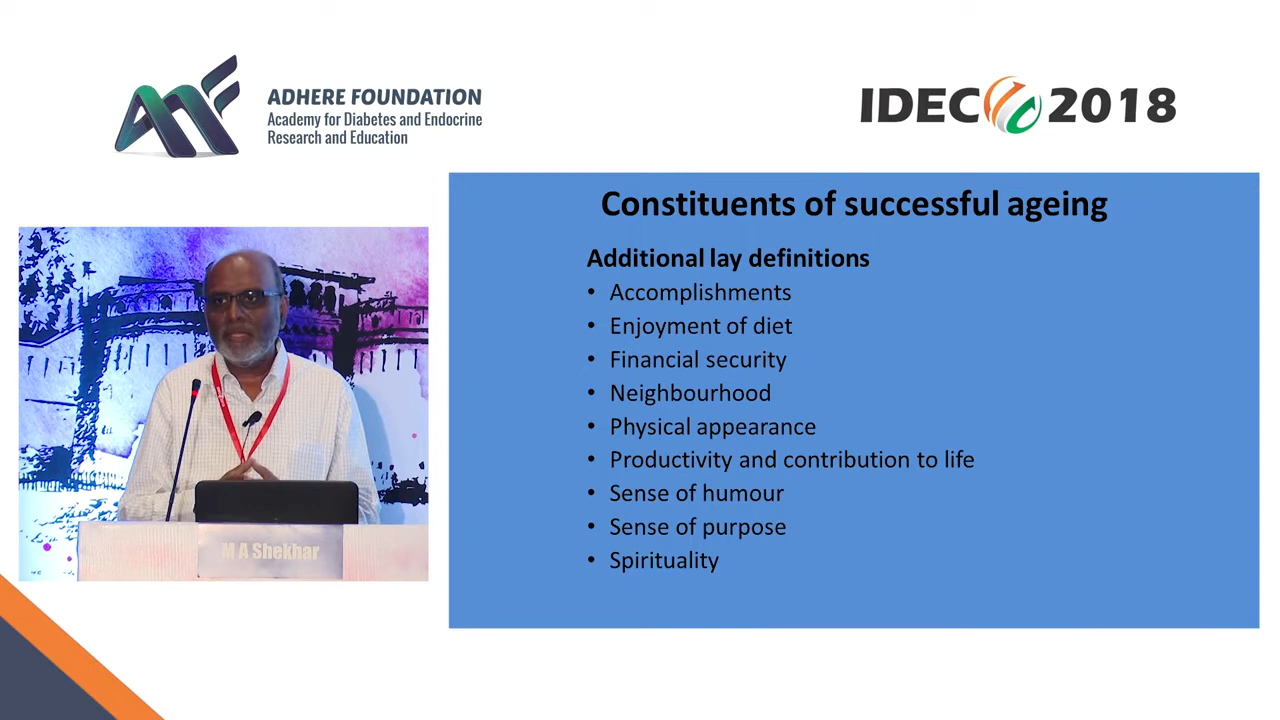 ADHERE FOUNDATION
Academy for Diabetes and Endocrine
Research and Education
IDEC 2018
Constituents of successful ageing
Additional lay definitions
• Accomplishments
• Enjoyment of diet
• Financial security
• Neighbourhood
• Physical appearance
• Productivity and contribution to life
• Sense of humour
• Sense of purpose
• Spirituality
M A Shekhar